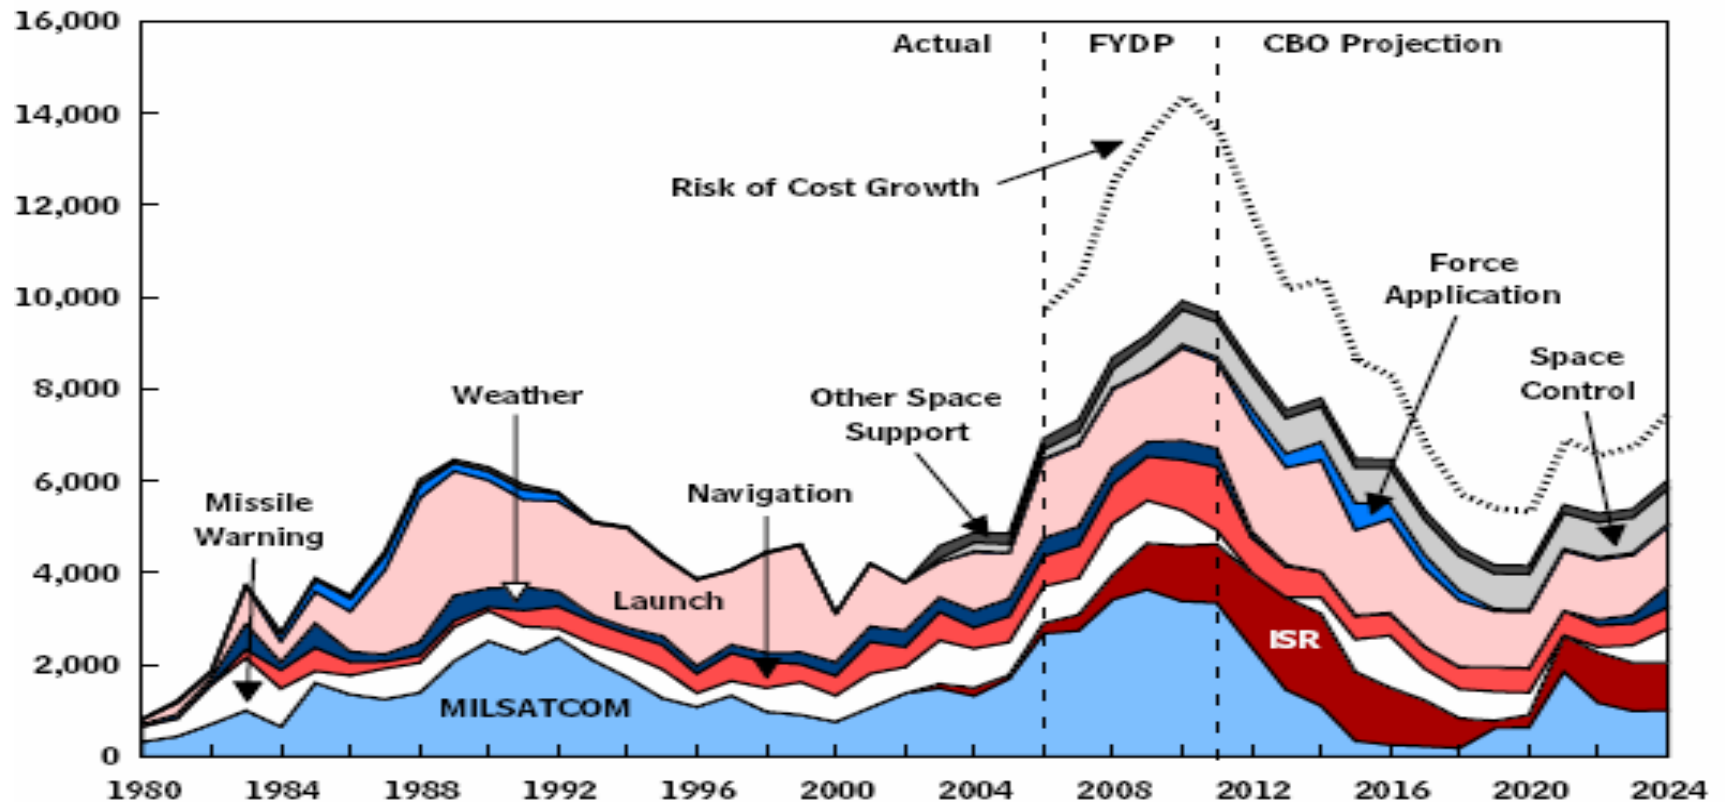 16,000
14,000
12,000
10,000
8,000
6,000
4,000
2,000
0
Actual
FYDP
CBO Projection
Risk of Cost Growth
Force
Application
Space
Control
Weather
Other Space
Support
Navigation
Missile
Warning
Launch
ISR
MILSATCOM
1980 1984 1988 1992 1996 2000 2004 2008 2012 2016 2020 2024